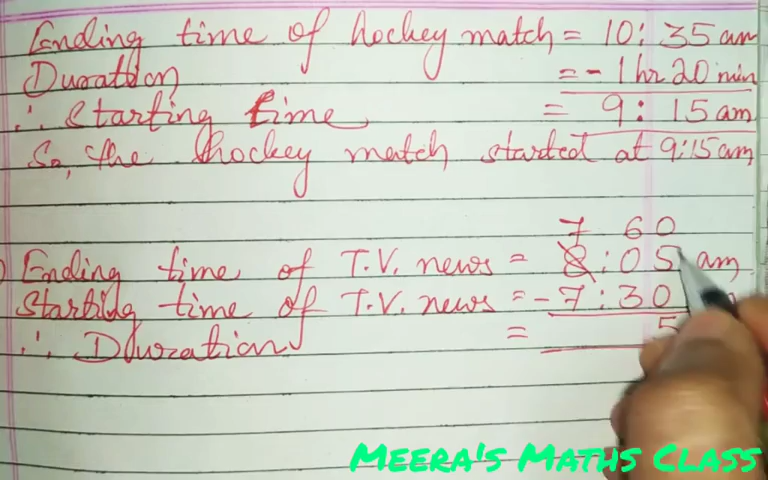 Ending time of hockey match = 10:35 am
Duration = - 1 hr 20 min
∴ Starting time = 9:15 am
So, the hockey match started at 9:15 am
7 60
Ending time of T.V. news = 8:05 am
Starting time of T.V. news = - 7:30
∴ Duration = 5
MEERA'S MATHS CLASS